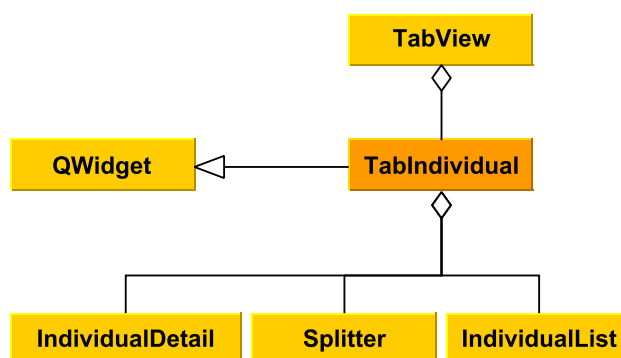 TabView
QWidget
TabIndividual
IndividualDetail
Splitter
IndividualList